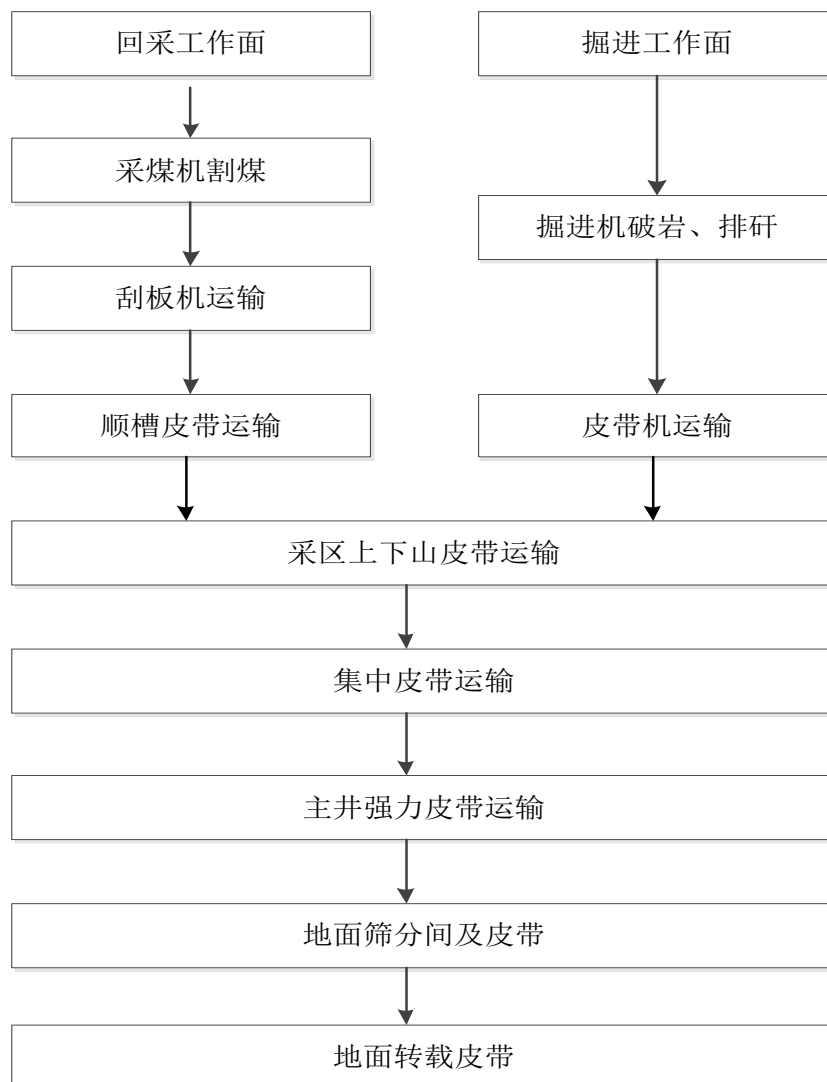 回采工作面
掘进工作面
采煤机割煤
掘进机破岩、排矸
刮板机运输
顺槽皮带运输
皮带机运输
采区上下山皮带运输
集中皮带运输
主井强力皮带运输
地面筛分间及皮带
地面转载皮带